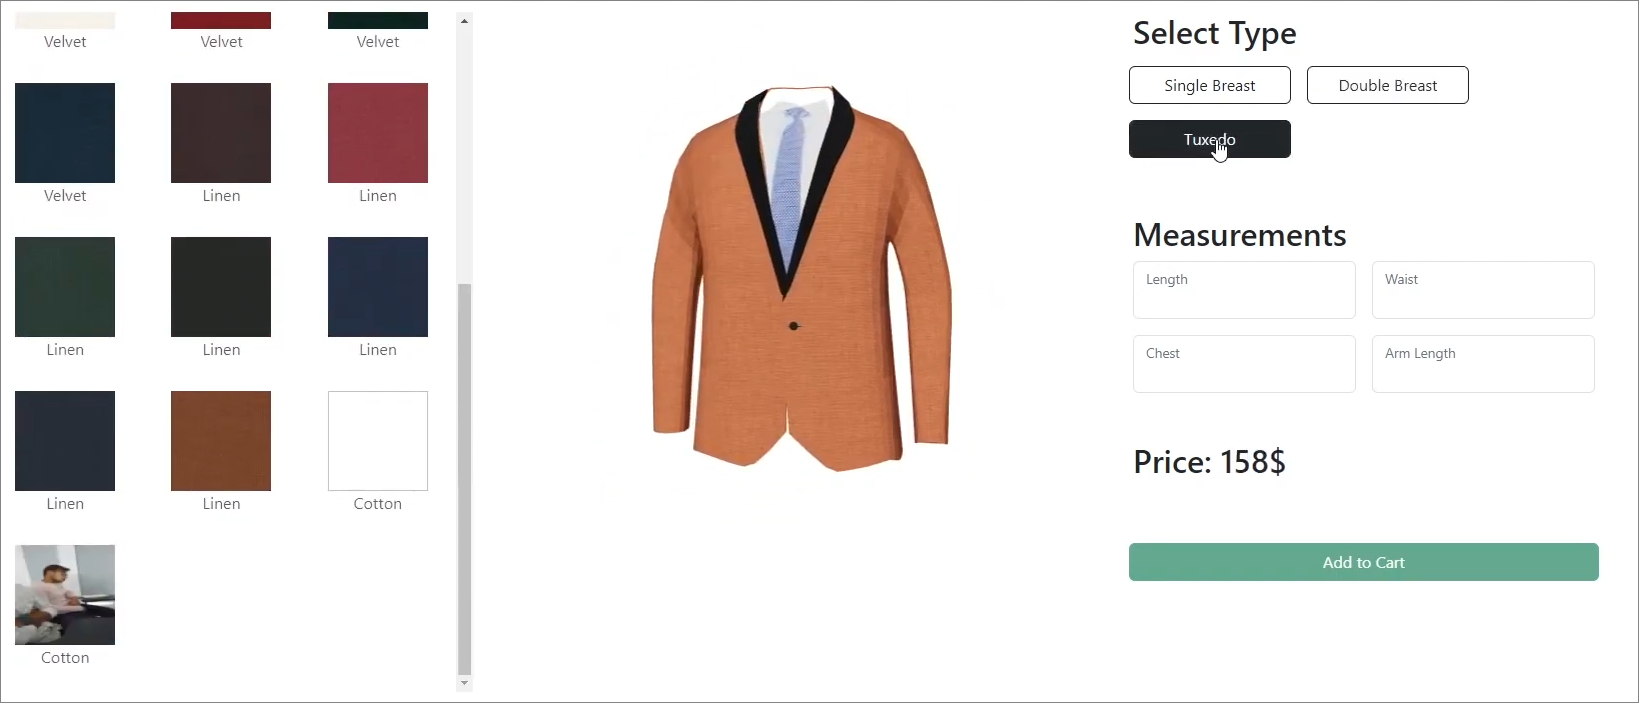 Velvet
Velvet
Velvet
Velvet
Linen
Linen
Linen
Linen
Linen
Linen
Linen
Cotton
Cotton
Select Type
Single Breast
Double Breast
Tuxedo
Measurements
Length
Waist
Chest
Arm Length
Price: 158$
Add to Cart